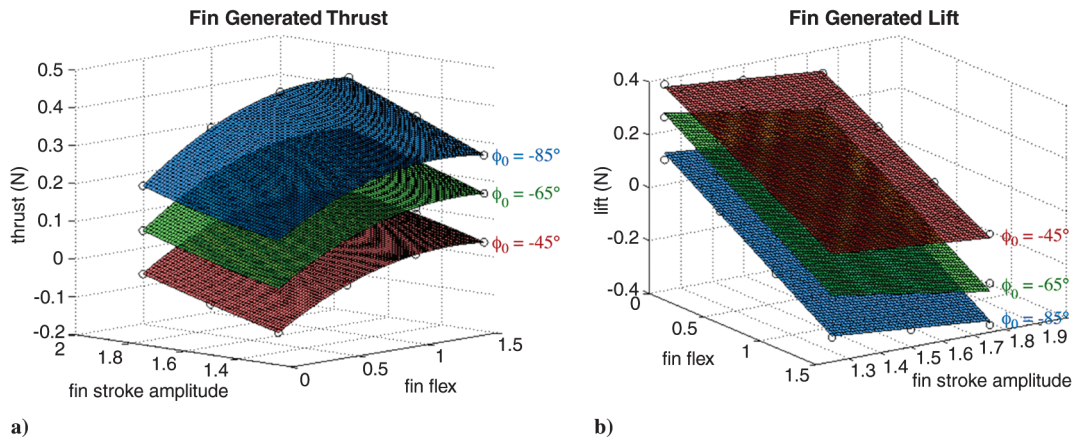 Fin Generated Thrust
0.5
0.4
0.3
0.2
0.1
0
-0.1
-0.2
thrust (N)
2
1.8
1.6
1.4
fin stroke amplitude
0
0.5
1
1.5
fin flex
ϕ0 = -85°
ϕ0 = -65°
ϕ0 = -45°
a)
Fin Generated Lift
0.4
0.2
0
-0.2
-0.4
lift (N)
0
0.5
1
1.5
fin flex
1.3 1.4 1.5 1.6 1.7 1.8 1.9
fin stroke amplitude
ϕ0 = -45°
ϕ0 = -65°
ϕ0 = -85°
b)